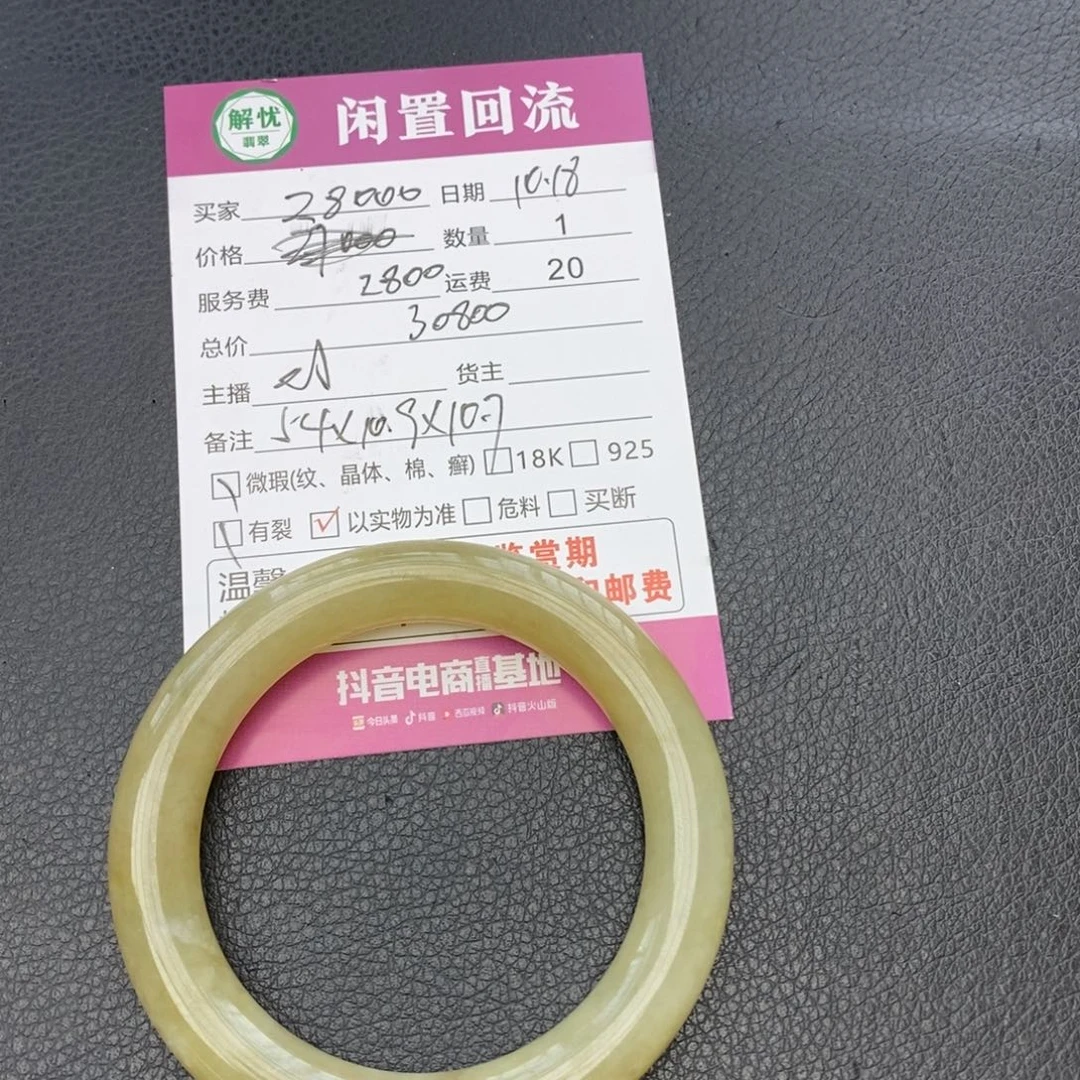 解忧
翡翠
闲置回流
买家 28000 日期 10.18
价格 数量 1
服务费 2800 运费 20
总价 30800
主播 货主
备注 54X10.9X10.7
微瑕(纹、晶体、棉、癣) 18K 925
有裂 以实物为准 危料 买断
温馨 鉴赏期
邮费
抖音电商直播基地
今日头条 抖音 西瓜视频 抖音火山版